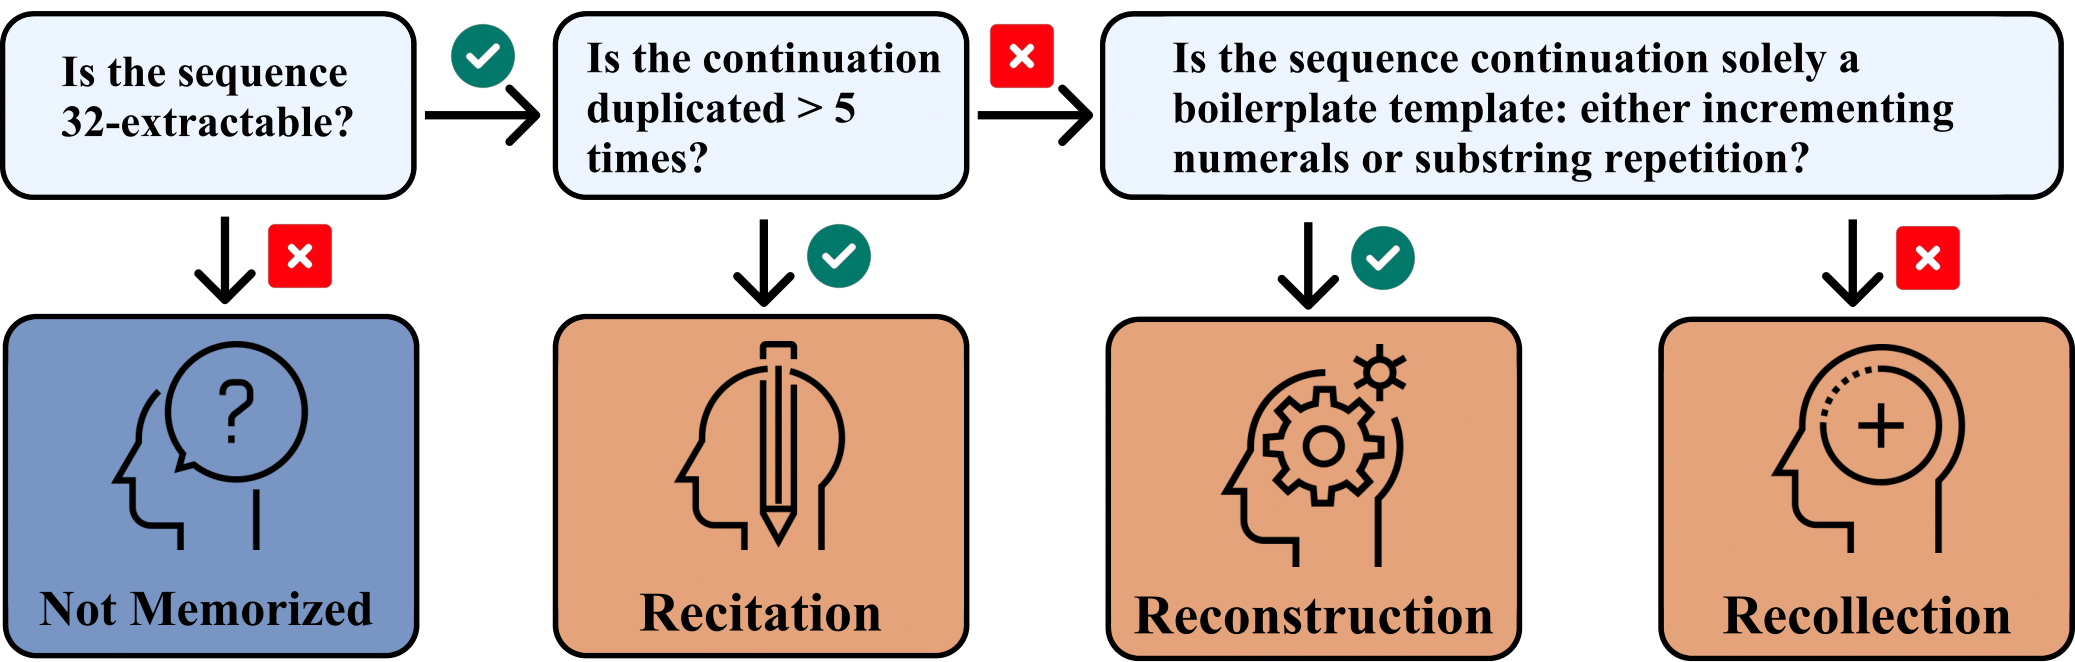 Is the sequence
32-extractable?
Is the continuation
duplicated > 5
times?
Is the sequence continuation solely a
boilerplate template: either incrementing
numerals or substring repetition?
?
Not Memorized
Recitation
Reconstruction
Recollection